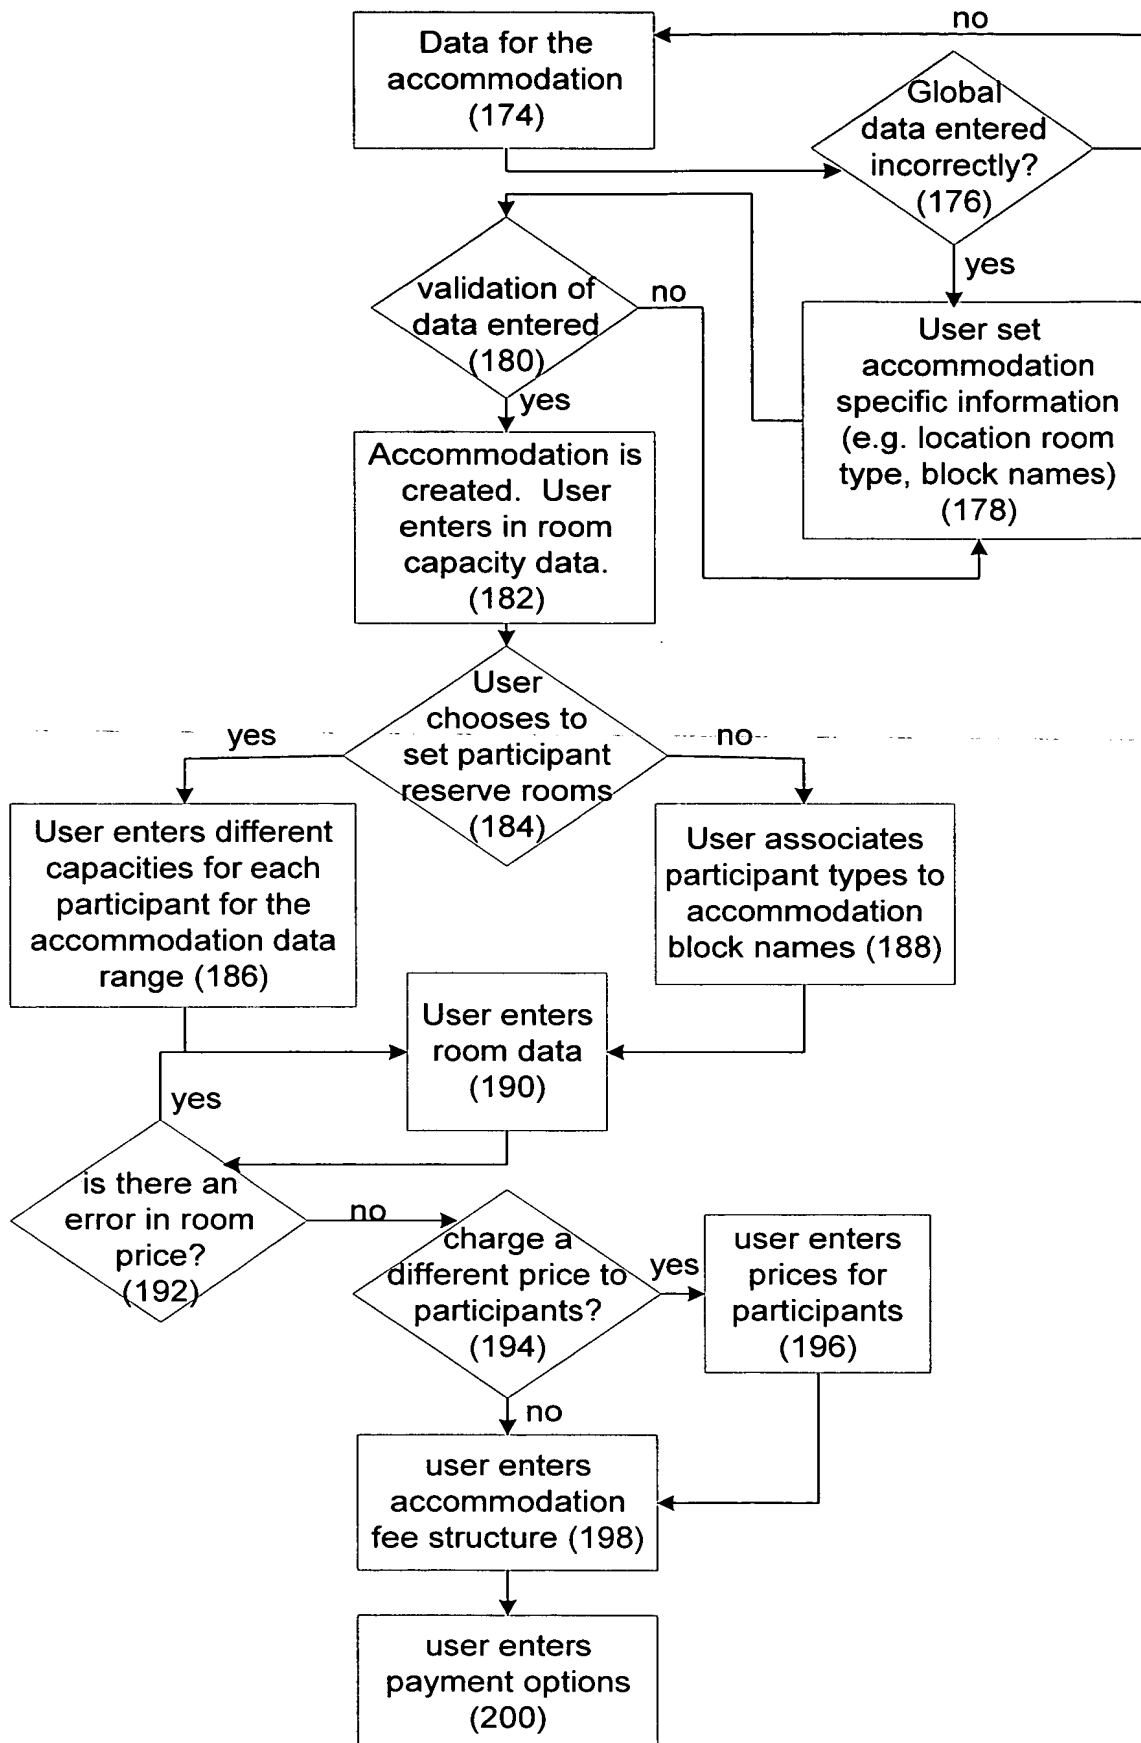 no
Data for the
accommodation
(174)
Global
data entered
incorrectly?
(176)
yes
validation of
data entered
(180)
no
yes
User set
accommodation
specific information
(e.g. location room
type, block names)
(178)
Accommodation is
created. User
enters in room
capacity data.
(182)
User
chooses to
set participant
reserve rooms
(184)
yes
no
User enters different
capacities for each
participant for the
accommodation data
range (186)
User associates
participant types to
accommodation
block names (188)
User enters
room data
(190)
yes
is there an
error in room
price?
(192)
no
charge a
different price to
participants?
(194)
yes
user enters
prices for
participants
(196)
no
user enters
accommodation
fee structure (198)
user enters
payment options
(200)